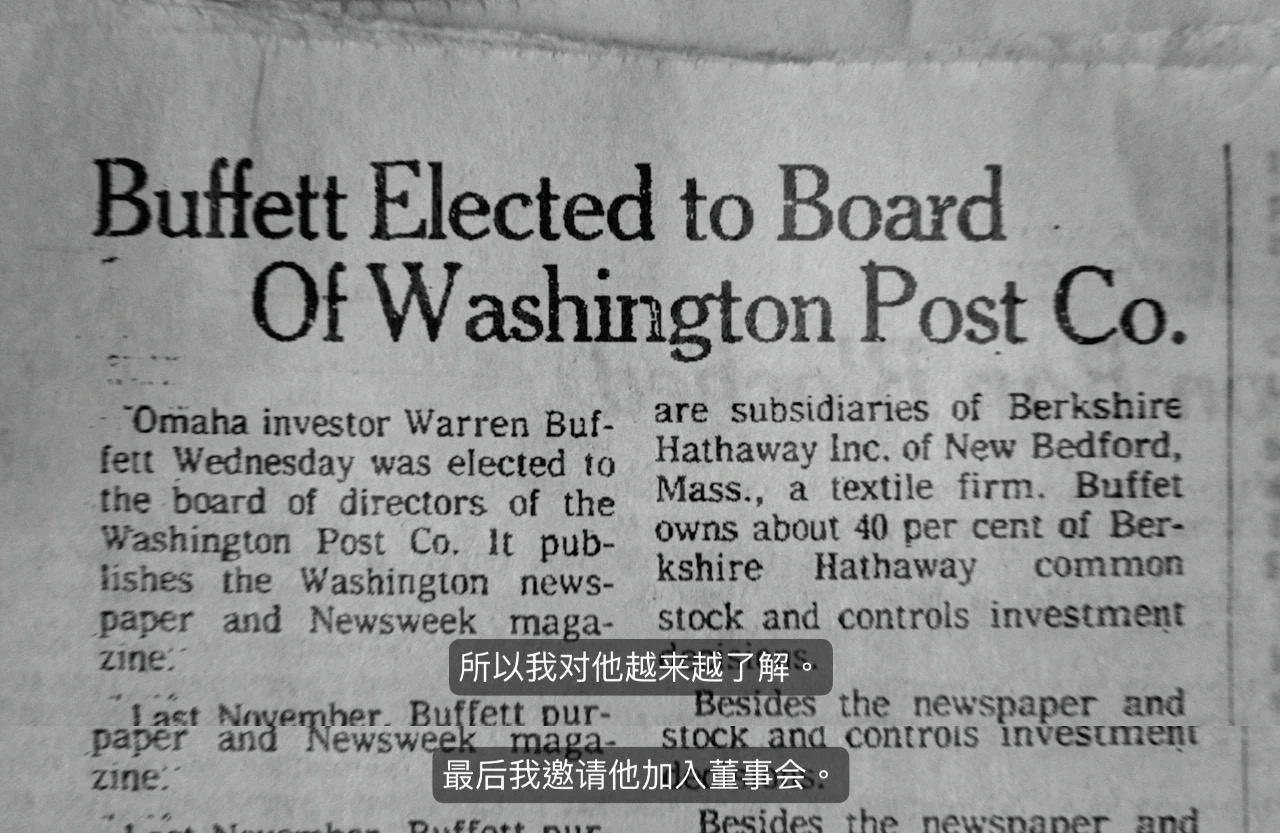 Buffett Elected to Board
Of Washington Post Co.
Omaha investor Warren Buf-
fett Wednesday was elected to
the board of directors of the
Washington Post Co. It pub-
lishes the Washington news-
paper and Newsweek maga-
zine.
Last November, Buffett pur-
are subsidiaries of Berkshire
Hathaway Inc. of New Bedford,
Mass., a textile firm. Buffet
owns about 40 per cent of Ber-
kshire Hathaway common
stock and controls investment
decisions.
Besides the newspaper and
所以我对他越来越了解。
paper and Newsweek maga-
zine.
Last November, Buffett pur-
stock and controls investment
最后我邀请他加入董事会。
Besides the newspaper and